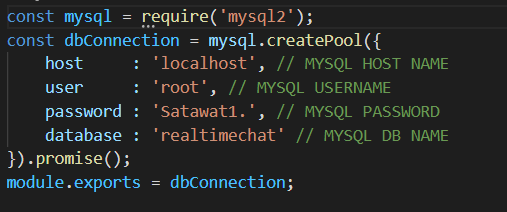 const mysql = require('mysql2');
const dbConnection = mysql.createPool({
    host     : 'localhost', // MYSQL HOST NAME
    user     : 'root', // MYSQL USERNAME
    password : 'Satawat1.', // MYSQL PASSWORD
    database : 'realtimechat' // MYSQL DB NAME
}).promise();
module.exports = dbConnection;